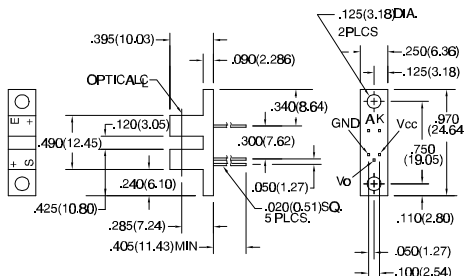 .125(3.18)DIA.
2PLCS
.395(10.03)
.250(6.36)
.090(2.286)
.125(3.18)
OPTICAL CL
.340(8.64)
E +
A K
.970
(24.64
GND
Vcc
.120(3.05)
.490(12.45)
.300(7.62)
.750
(19.05)
+ S
Vo
.240(6.10)
.050(1.27)
.425(10.80)
.020(0.51)SQ.
5 PLCS.
.110(2.80)
.285(7.24)
.050(1.27)
.405(11.43)MIN
.100(2.54)